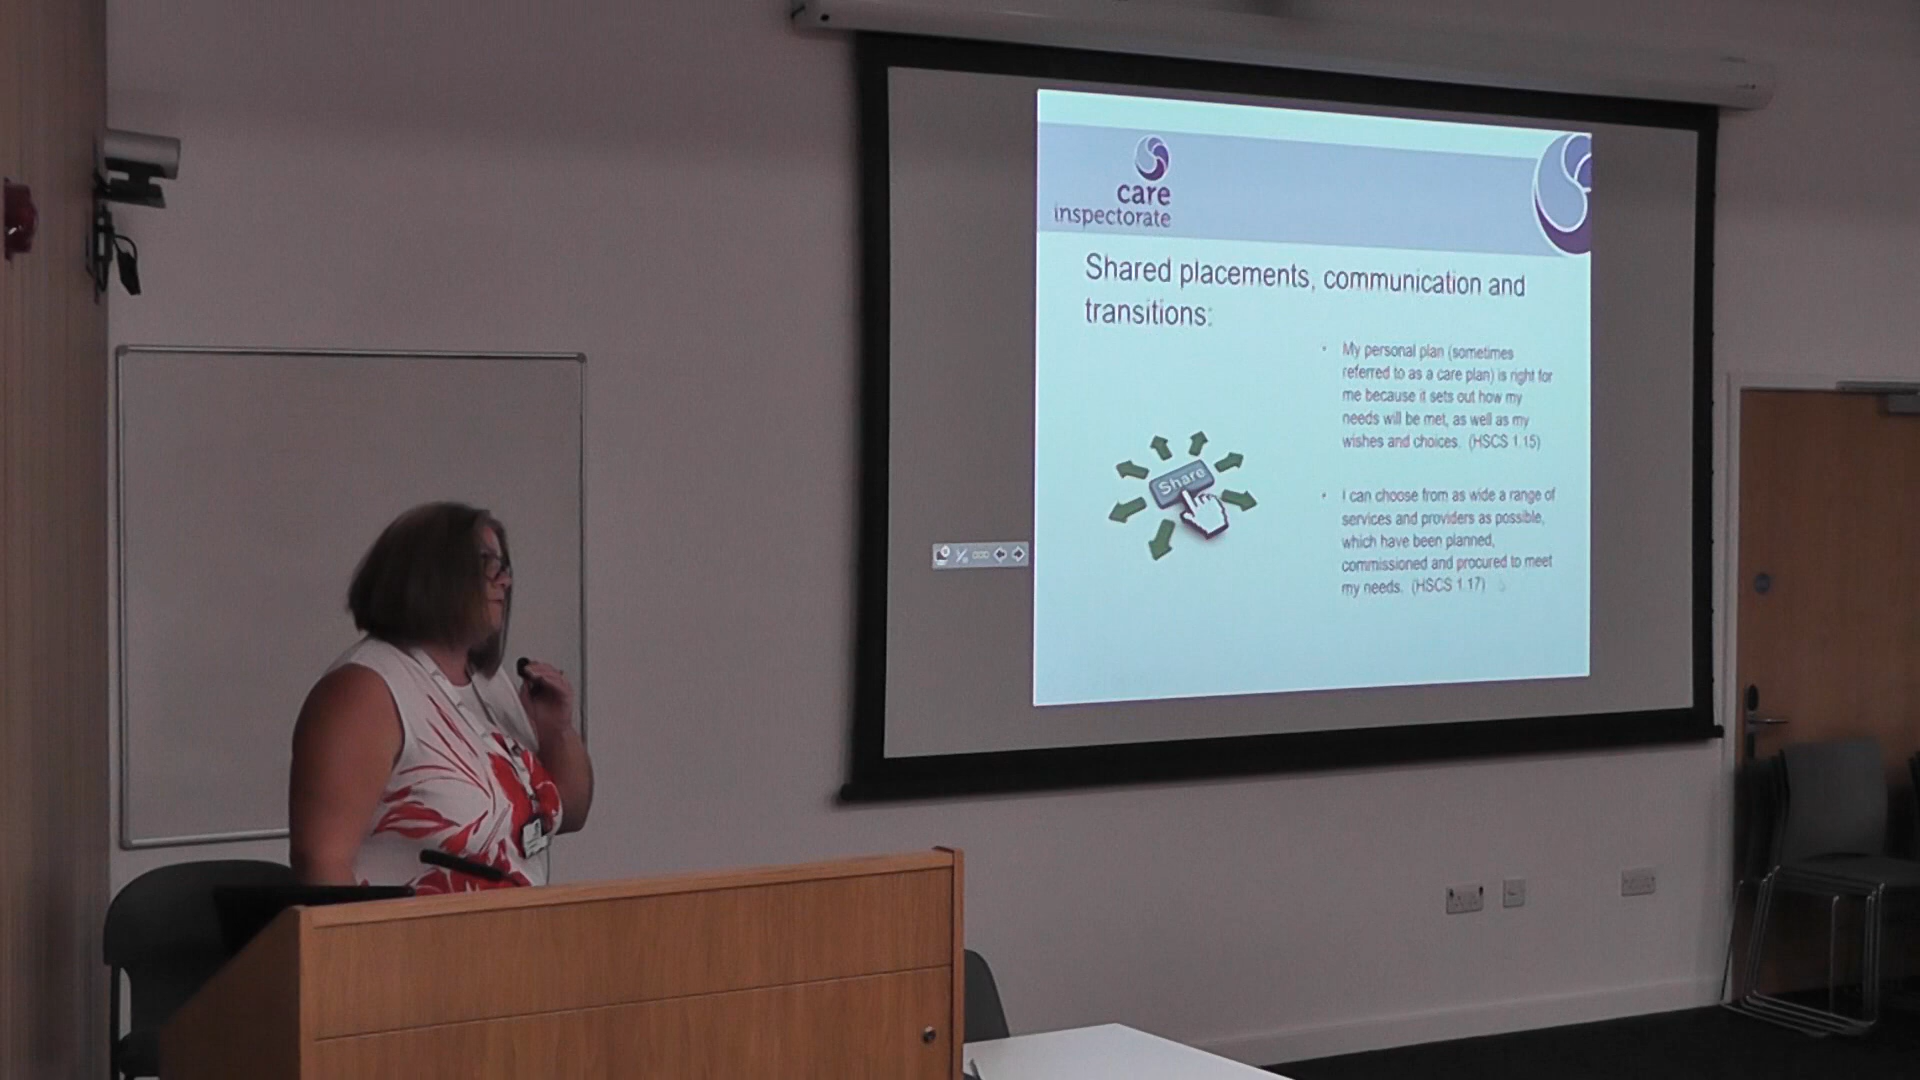 care
inspectorate
Shared placements, communication and
transitions:
• My personal plan (sometimes
referred to as a care plan) is right for
me because it sets out how my
needs will be met, as well as my
wishes and choices. (HSCS 1.15)
Share
• I can choose from as wide a range of
services and providers as possible,
which have been planned,
commissioned and procured to meet
my needs. (HSCS 1.17)